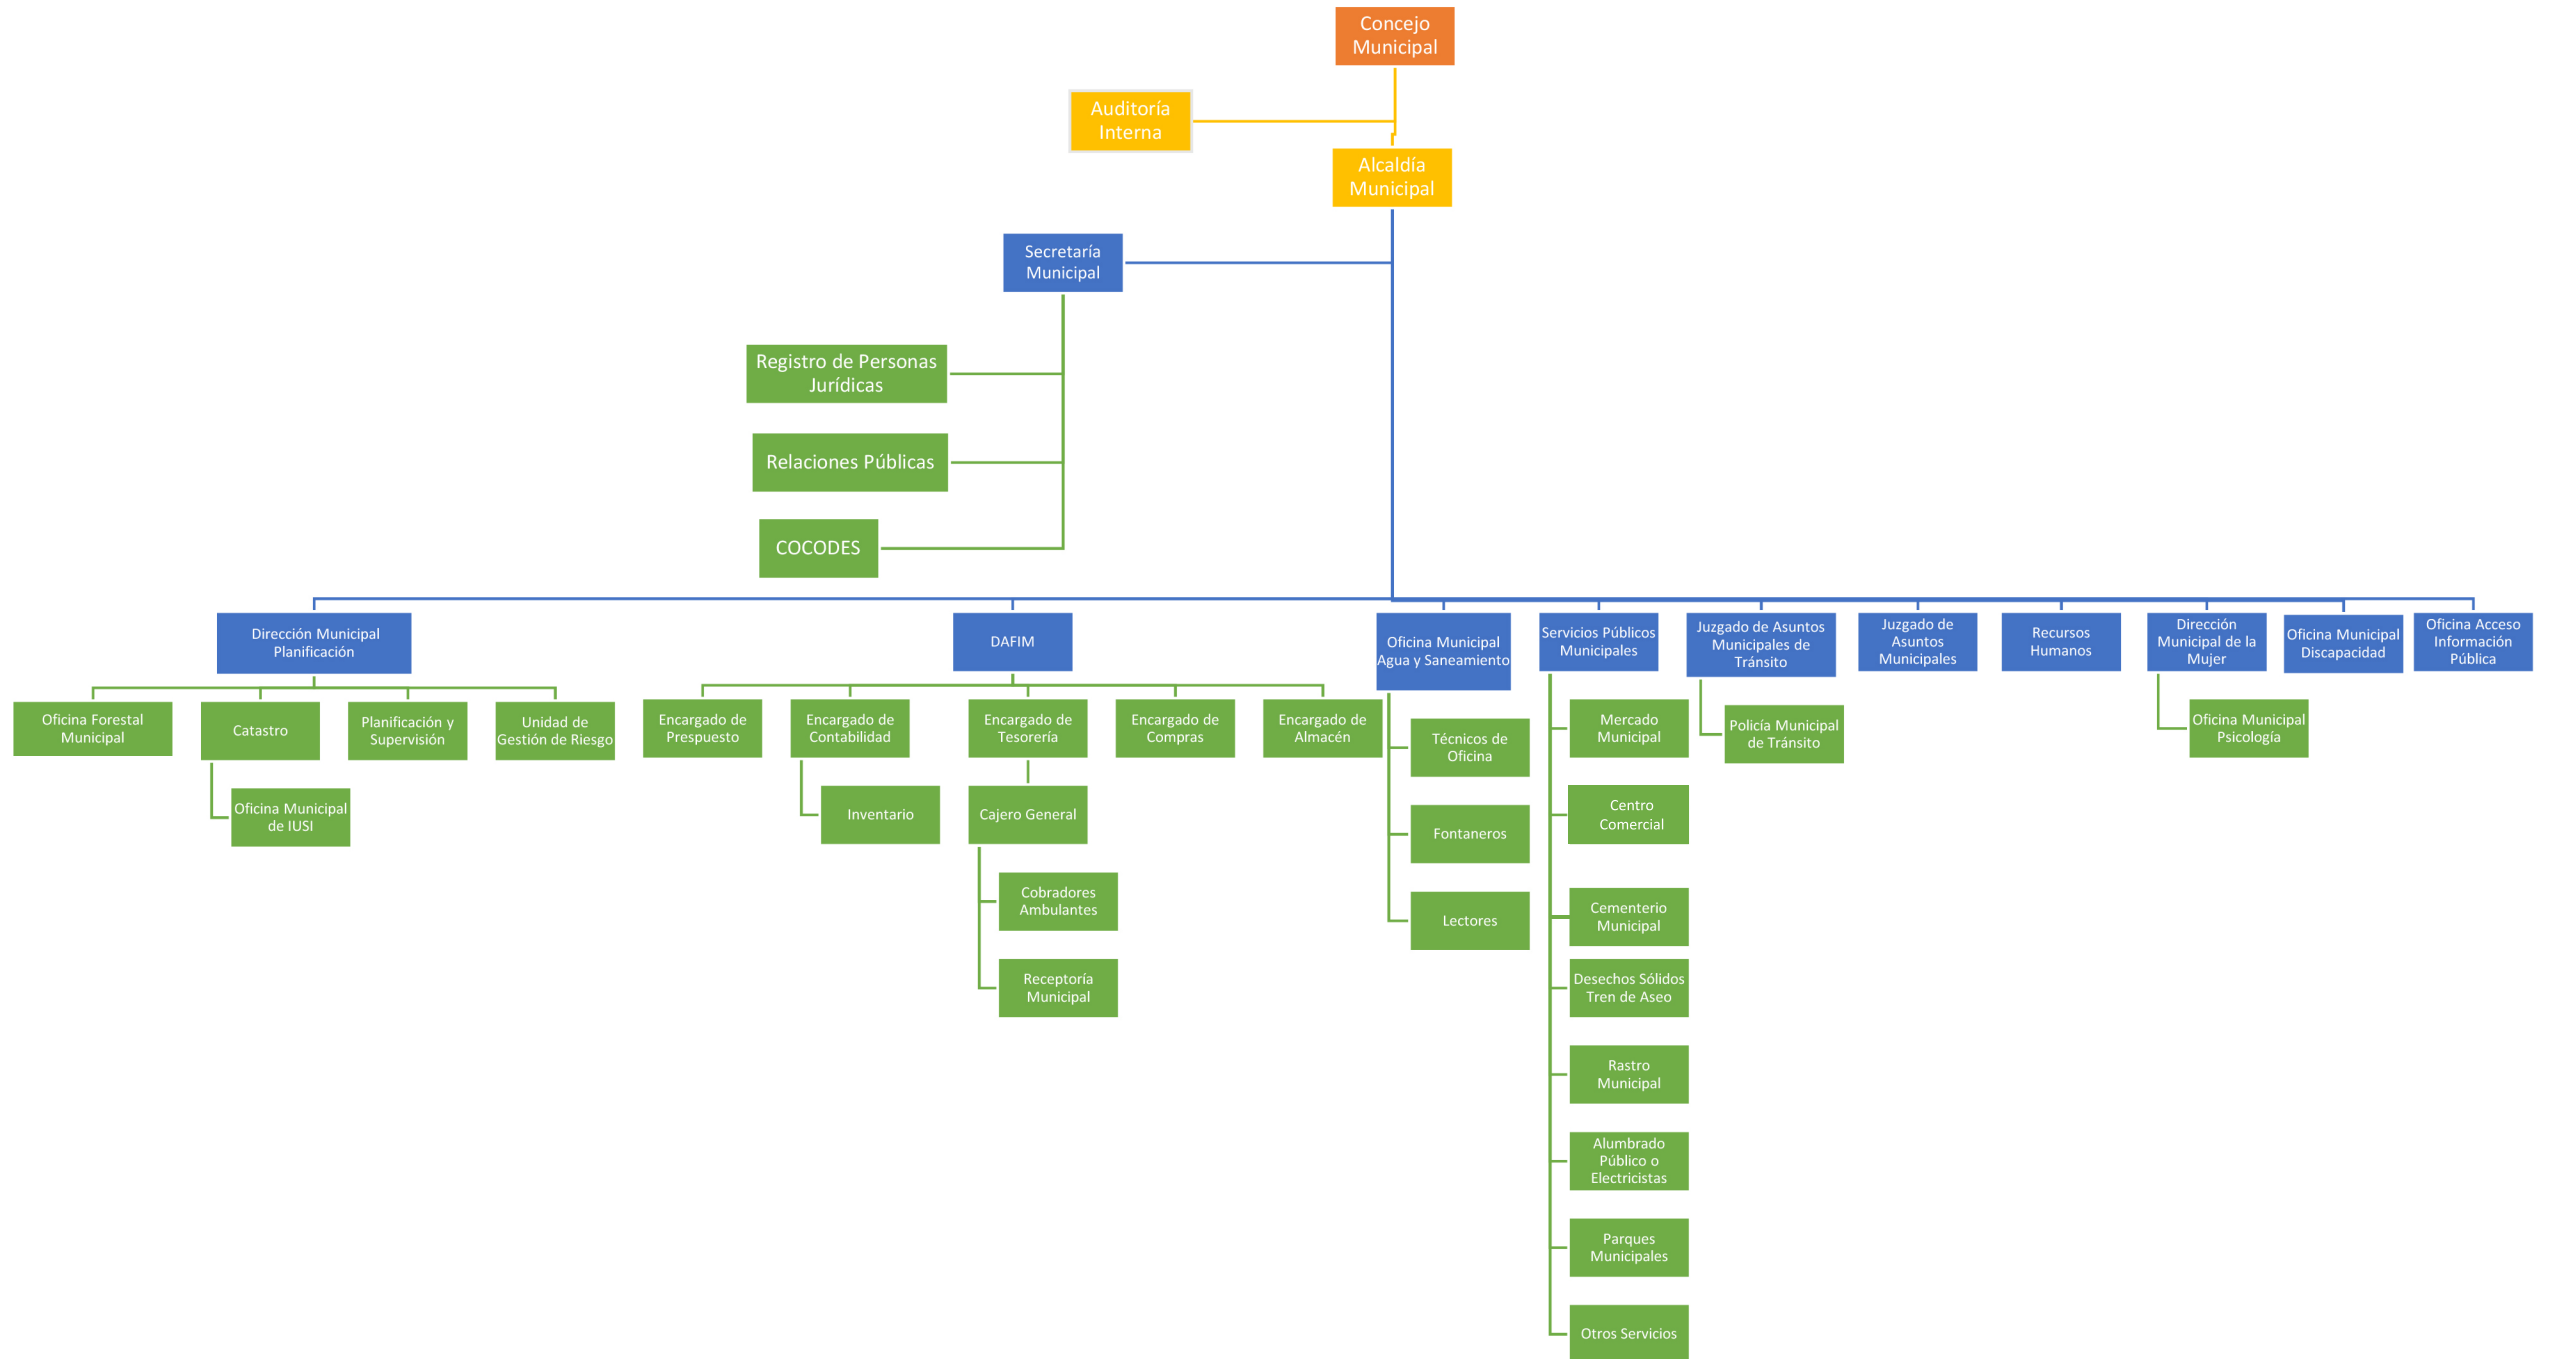 Concejo
Municipal
Auditoría
Interna
Alcaldía
Municipal
Secretaría
Municipal
Registro de Personas
Jurídicas
Relaciones Públicas
COCODES
Dirección Municipal
Planificación
DAFIM
Oficina Municipal
Agua y Saneamiento
Servicios Públicos
Municipales
Juzgado de Asuntos
Municipales de
Tránsito
Juzgado de
Asuntos
Municipales
Recursos
Humanos
Dirección
Municipal de la
Mujer
Oficina Municipal
Discapacidad
Oficina Acceso
Información
Pública
Oficina Forestal
Municipal
Catastro
Planificación y
Supervisión
Unidad de
Gestión de Riesgo
Oficina Municipal
de IUSI
Encargado de
Prespuesto
Encargado de
Contabilidad
Encargado de
Tesorería
Encargado de
Compras
Encargado de
Almacén
Inventario
Cajero General
Cobradores
Ambulantes
Receptoría
Municipal
Técnicos de
Oficina
Fontaneros
Lectores
Mercado
Municipal
Centro
Comercial
Cementerio
Municipal
Desechos Sólidos
Tren de Aseo
Rastro
Municipal
Alumbrado
Público o
Electricistas
Parques
Municipales
Otros Servicios
Policía Municipal
de Tránsito
Oficina Municipal
Psicología